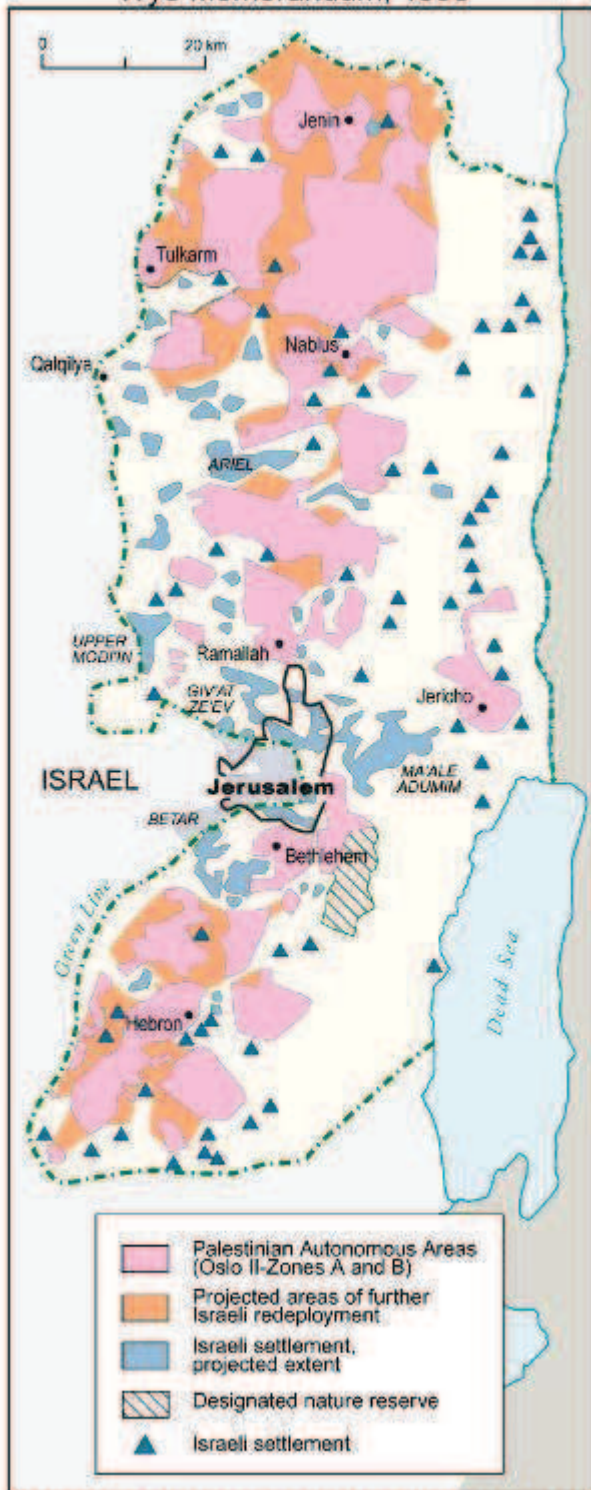 Wye Memorandum,
0 20 km
Jenin
Tulkarm
Nablus
Qalqilya
ARIEL
UPPER
MODI'IN
Ramallah
GIV'AT
ZE'EV
Jericho
ISRAEL
Jerusalem
MA'ALE
ADUMIM
BETAR
Bethlehem
Green Line
Dead Sea
Hebron
Palestinian Autonomous Areas
(Oslo II-Zones A and B)
Projected areas of further
Israeli redeployment
Israeli settlement,
projected extent
Designated nature reserve
Israeli settlement